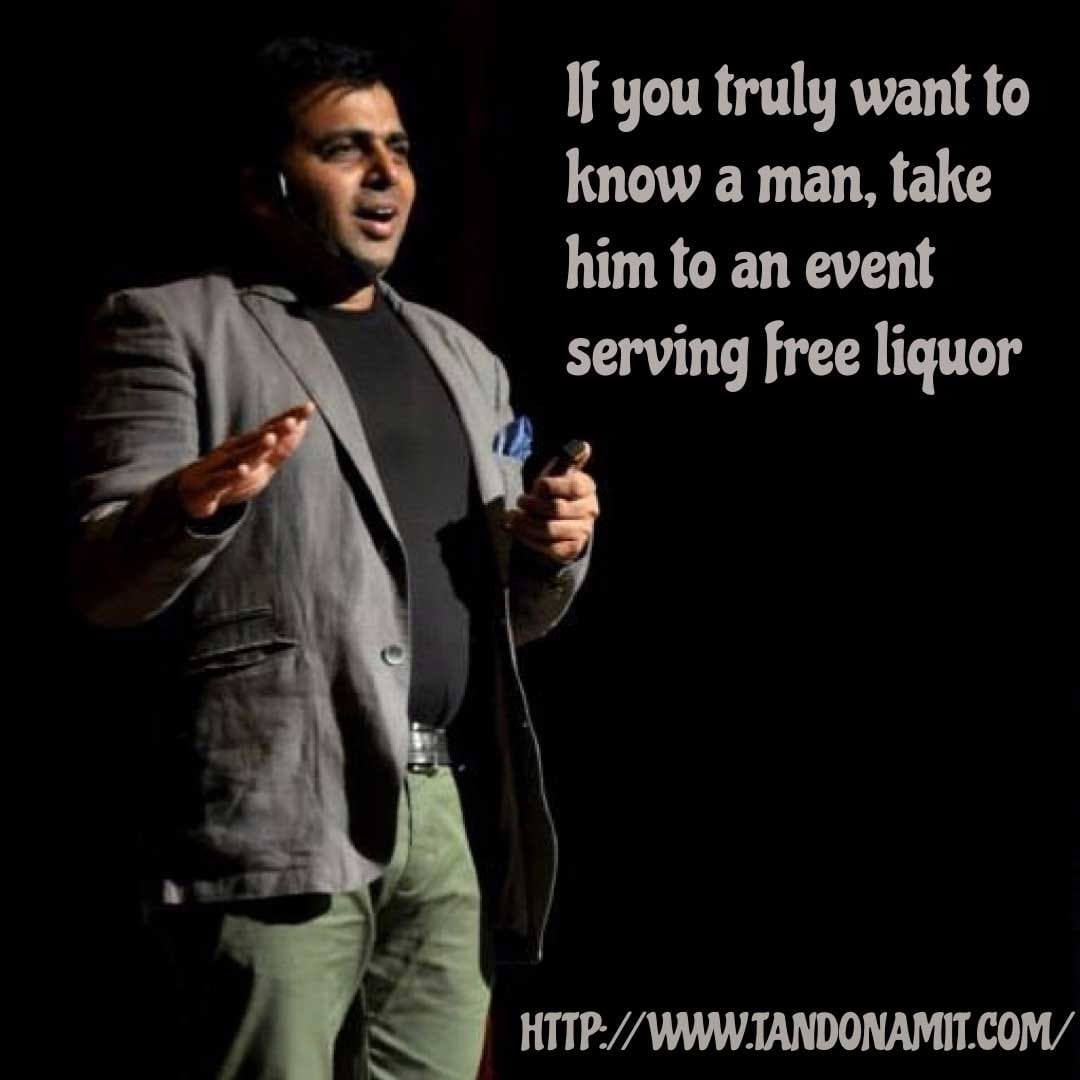 If you truly want to
know a man, take
him to an event
serving free liquor
HTTP://WWW.TANDONAMIT.COM/